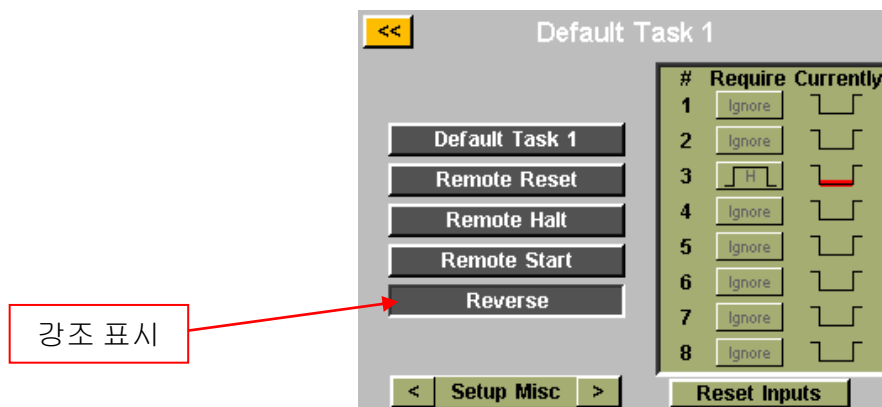 << Default Task 1
# Require Currently
1 Ignore
Default Task 1 2 Ignore
Remote Reset 3 H
Remote Halt 4 Ignore
Remote Start 5 Ignore
6 Ignore
Reverse
강조 표시
7 Ignore
8 Ignore
< Setup Misc > Reset Inputs